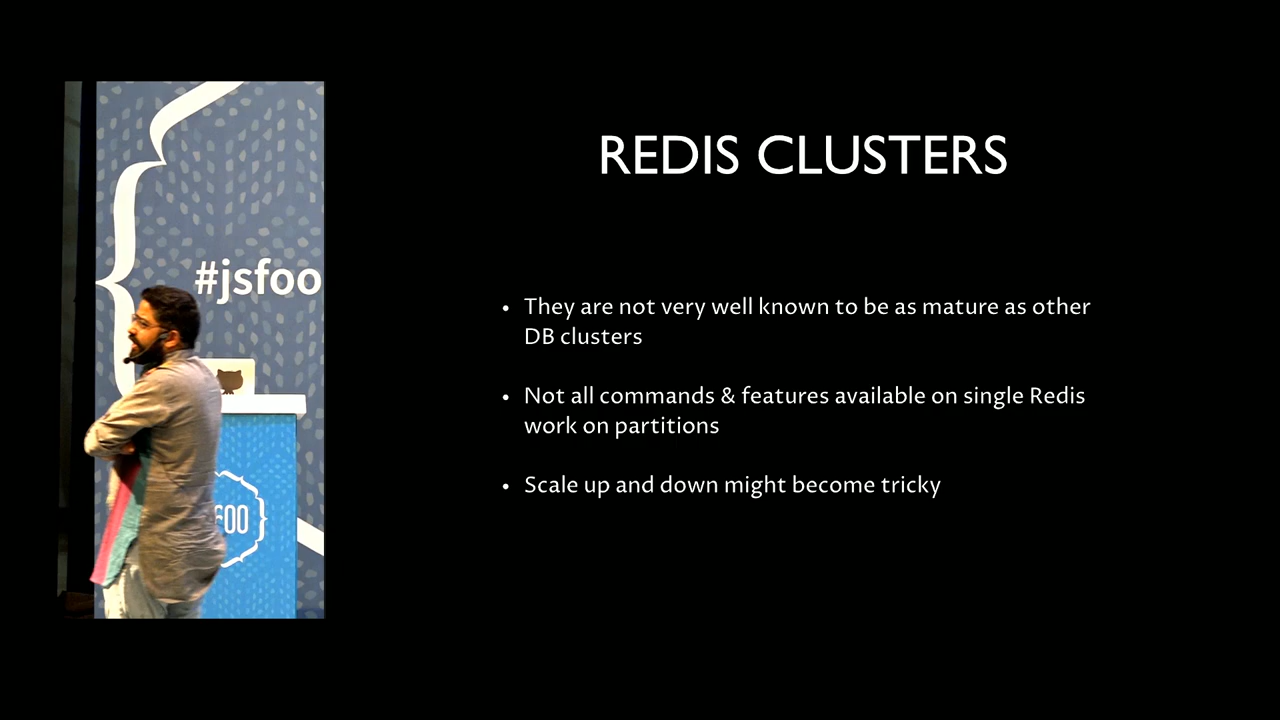 REDIS CLUSTERS
#jsfoo
• They are not very well known to be as mature as other
DB clusters
• Not all commands & features available on single Redis
work on partitions
• Scale up and down might become tricky